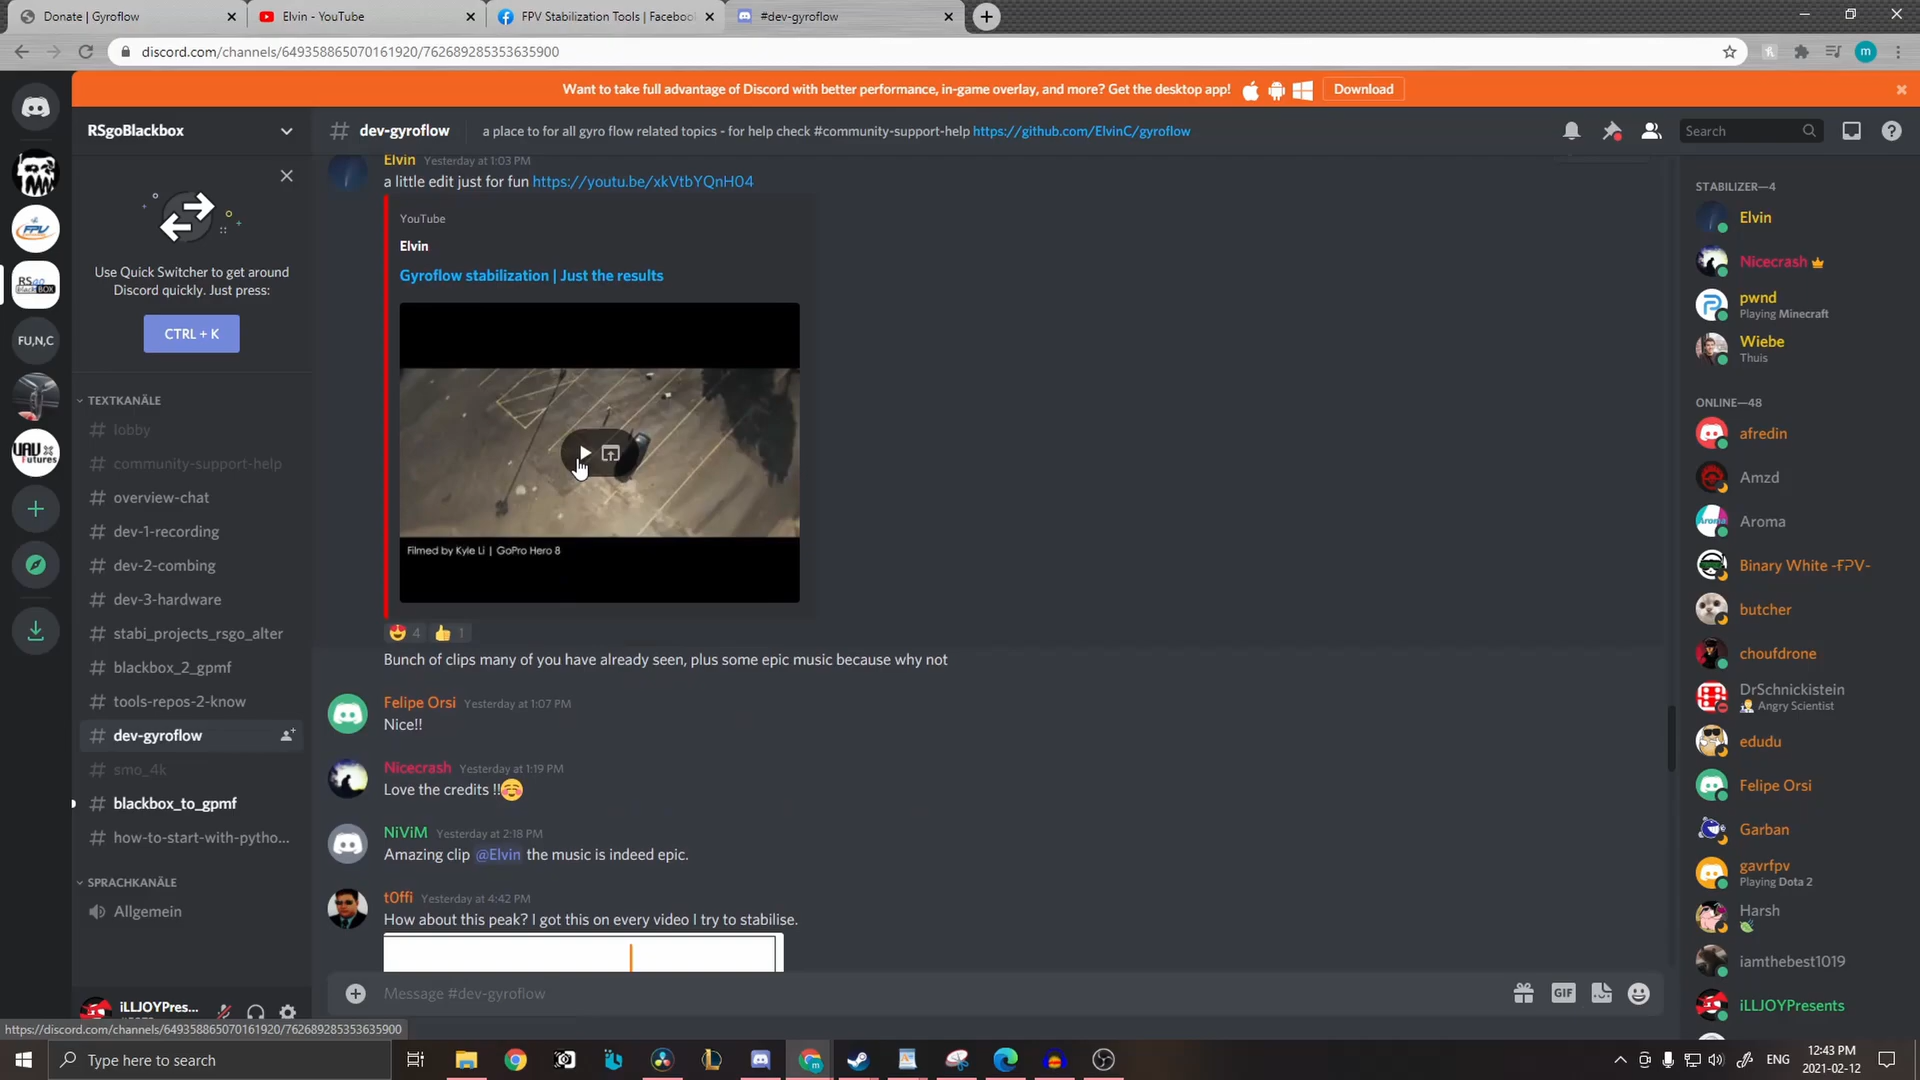 Donate | Gyroflow
Elvin - YouTube
FPV Stabilization Tools | Faceboo
#dev-gyroflow
discord.com/channels/649358865070161920/762689285353635900
m
Want to take full advantage of Discord with better performance, in-game overlay, and more? Get the desktop app!
Download
RSgoBlackbox
# dev-gyroflow
a place to for all gyro flow related topics - for help check #community-support-help https://github.com/ElvinC/gyroflow
Search
FPV
RSgo
BlackBOX
FU,N,C
UAV
Futures
Use Quick Switcher to get around
Discord quickly. Just press:
CTRL + K
TEXTKANÄLE
# lobby
# community-support-help
# overview-chat
# dev-1-recording
# dev-2-combing
# dev-3-hardware
# stabi_projects_rsgo_alter
# blackbox_2_gpmf
# tools-repos-2-know
# dev-gyroflow
# smo_4k
# blackbox_to_gpmf
# how-to-start-with-pytho...
SPRACHKANÄLE
Allgemein
iLLJOYPres...
https://discord.com/channels/649358865070161920/762689285353635900
Elvin Yesterday at 1:03 PM
a little edit just for fun https://youtu.be/xkVtbYQnH04
YouTube
Elvin
Gyroflow stabilization | Just the results
Filmed by Kyle Li | GoPro Hero 8
4
1
Bunch of clips many of you have already seen, plus some epic music because why not
Felipe Orsi Yesterday at 1:07 PM
Nice!!
Nicecrash Yesterday at 1:19 PM
Love the credits !!
NiViM Yesterday at 2:18 PM
Amazing clip @Elvin the music is indeed epic.
t0ffi Yesterday at 4:42 PM
How about this peak? I got this on every video I try to stabilise.
Message #dev-gyroflow
GIF
STABILIZER—4
Elvin
Nicecrash
pwnd
Playing Minecraft
Wiebe
Thuis
ONLINE—48
afredin
Amzd
Aroma
Binary White -FPV-
butcher
choufdrone
DrSchnickistein
Angry Scientist
edudu
Felipe Orsi
Garban
gavrfpv
Playing Dota 2
Harsh
iamthebest1019
iLLJOYPresents
Type here to search
ENG
12:43 PM
2021-02-12